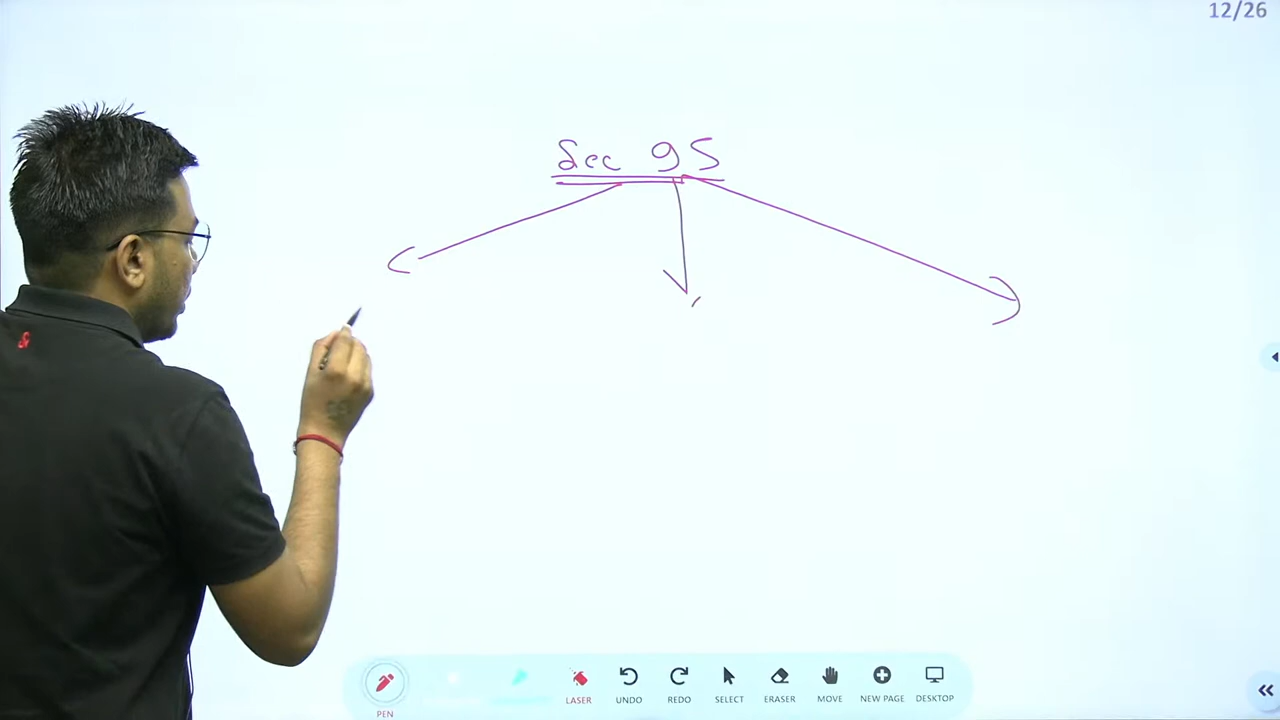 12/26
Sec 95
PEN
LASER
UNDO
REDO
SELECT
ERASER
MOVE
NEW PAGE
DESKTOP